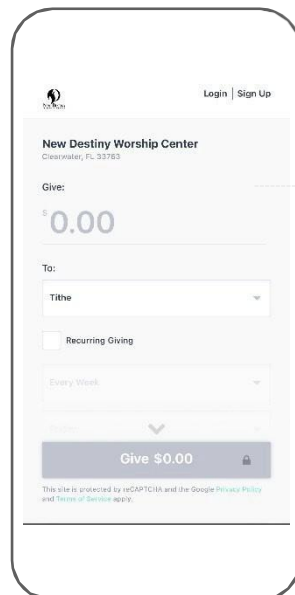 Login | Sign Up
New Destiny Worship Center
Clearwater, FL 33763
Give:
$0.00
To:
Tithe
Recurring Giving
Every Week
Give $0.00
This site is protected by reCAPTCHA and the Google Privacy Policy
and Terms of Service apply.